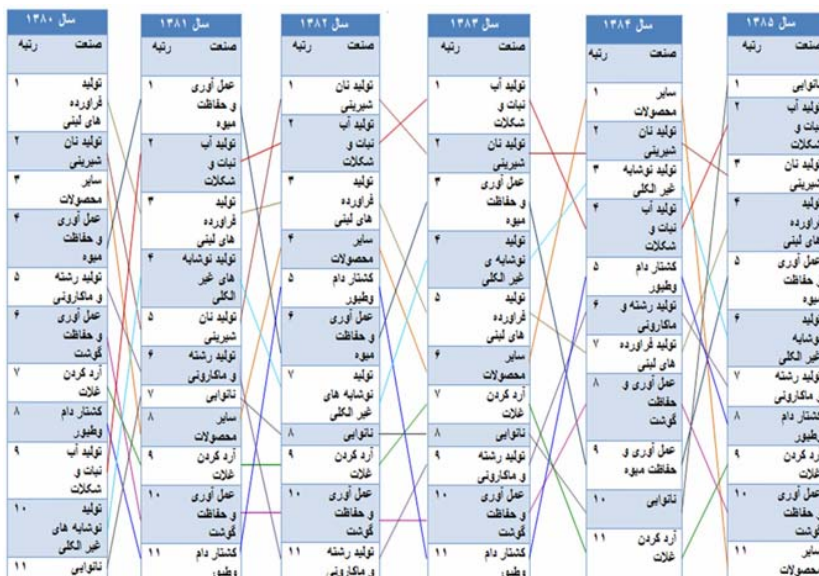 سال ۱۳۸۰
صنعت رتبه
تولید ۱
فراورده
های لبنی
تولید نان ۲
شیرینی
سایر ۳
محصولات
عمل آوری ۴
و حفاظت
میوه
تولید رشته ۵
و ماکارونی
عمل آوری ۶
و حفاظت
گوشت
آرد کردن ۷
غلات
کشتار دام ۸
وطیور
تولید آب ۹
نبات و
شکلات
تولید ۱۰
نوشابه های
غیر الکلی
نانوایی ۱۱
سال ۱۳۸۱
صنعت رتبه
عمل آوری ۱
و حفاظت
میوه
تولید آب ۲
نبات و
شکلات
تولید ۳
فراورده
های لبنی
تولید نوشابه ۴
های غیر
الکلی
تولید نان ۵
شیرینی
تولید رشته ۶
و ماکارونی
نانوایی ۷
سایر ۸
محصولات
آرد کردن ۹
غلات
عمل آوری ۱۰
و حفاظت
گوشت
کشتار دام ۱۱
وطیور
سال ۱۳۸۲
صنعت رتبه
تولید نان ۱
شیرینی
تولید آب ۲
نبات و
شکلات
تولید ۳
فراورده
های لبنی
سایر ۴
محصولات
کشتار دام ۵
وطیور
عمل آوری ۶
و حفاظت
میوه
تولید ۷
نوشابه های
غیر الکلی
نانوایی ۸
آرد کردن ۹
غلات
عمل آوری ۱۰
و حفاظت
گوشت
تولید رشته ۱۱
و ماکارونی
سال ۱۳۸۳
صنعت رتبه
تولید آب ۱
نبات و
شکلات
تولید نان ۲
شیرینی
عمل آوری ۳
و حفاظت
میوه
تولید ۴
نوشابه ی
غیر الکلی
تولید ۵
فراورده
های لبنی
سایر ۶
محصولات
آرد کردن ۷
غلات
نانوایی ۸
تولید رشته ۹
و ماکارونی
عمل آوری ۱۰
و حفاظت
گوشت
کشتار دام ۱۱
وطیور
سال ۱۳۸۴
صنعت رتبه
سایر ۱
محصولات
تولید نان ۲
شیرینی
تولید نوشابه ۳
غیر الکلی
تولید آب ۴
نبات و
شکلات
کشتار دام ۵
وطیور
تولید رشته و ۶
ماکارونی
تولید فراورده ۷
های لبنی
عمل آوری و ۸
حفاظت
گوشت
عمل آوری و ۹
حفاظت میوه
نانوایی ۱۰
آرد کردن ۱۱
غلات
سال ۱۳۸۵
صنعت رتبه
نانوایی ۱
تولید آب ۲
نبات و
شکلات
تولید نان ۳
شیرینی
تولید ۴
فراورده
های لبنی
عمل آوری ۵
و حفاظت
میوه
تولید ۶
نوشابه
غیر الکلی
تولید رشته ۷
و ماکارونی
کشتار دام ۸
وطیور
آرد کردن ۹
غلات
عمل آوری ۱۰
و حفاظت
گوشت
سایر ۱۱
محصولات